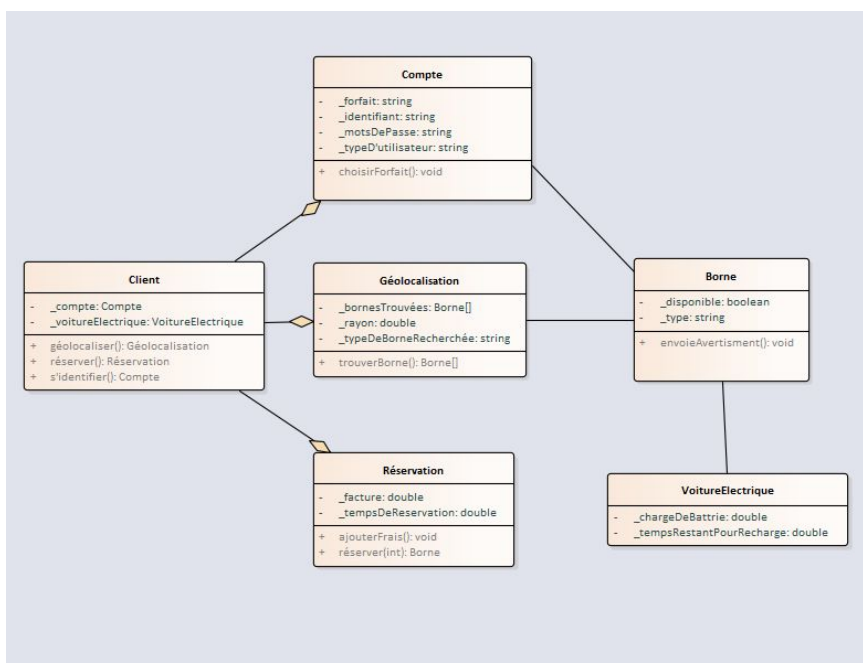 Compte
- _forfait: string
- _identifiant: string
- _motsDePasse: string
- _typeD'utilisateur: string
+ choisirForfait(): void
Client
- _compte: Compte
- _voitureElectrique: VoitureElectrique
+ géolocaliser(): Géolocalisation
+ réserver(): Réservation
+ s'identifier(): Compte
Géolocalisation
- _bornesTrouvées: Borne[]
- _rayon: double
- _typeDeBorneRecherchée: string
+ trouverBorne(): Borne[]
Borne
- _disponible: boolean
- _type: string
+ envoieAvertisment(): void
Réservation
- _facture: double
- _tempsDeReservation: double
+ ajouterFrais(): void
+ réserver(int): Borne
VoitureElectrique
- _chargeDeBattrie: double
- _tempsRestantPourRecharge: double